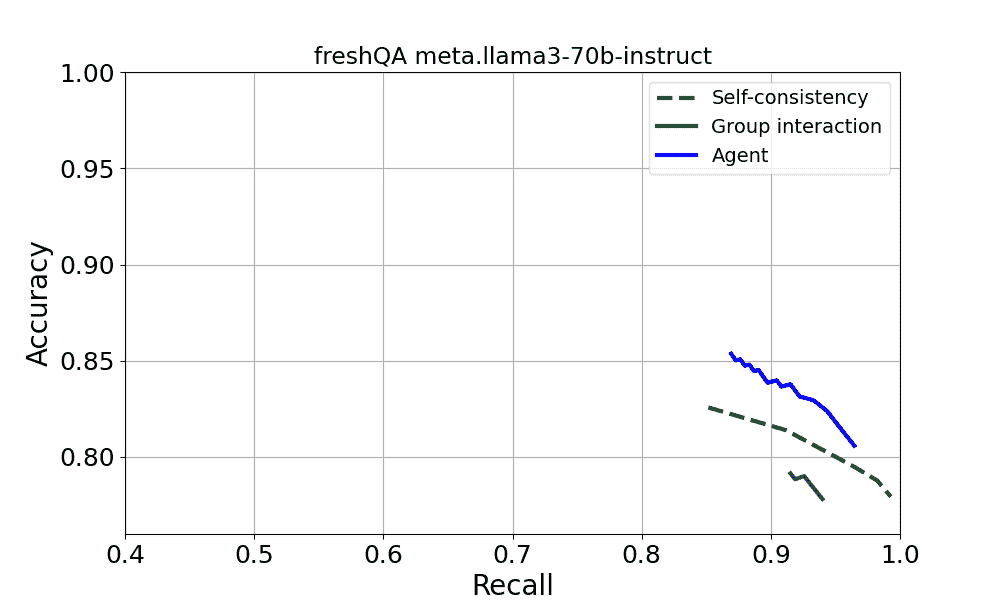 freshQA meta.llama3-70b-instruct
1.00
0.95
0.90
0.85
0.80
Accuracy
Self-consistency
Group interaction
Agent
0.4 0.5 0.6 0.7 0.8 0.9 1.0
Recall